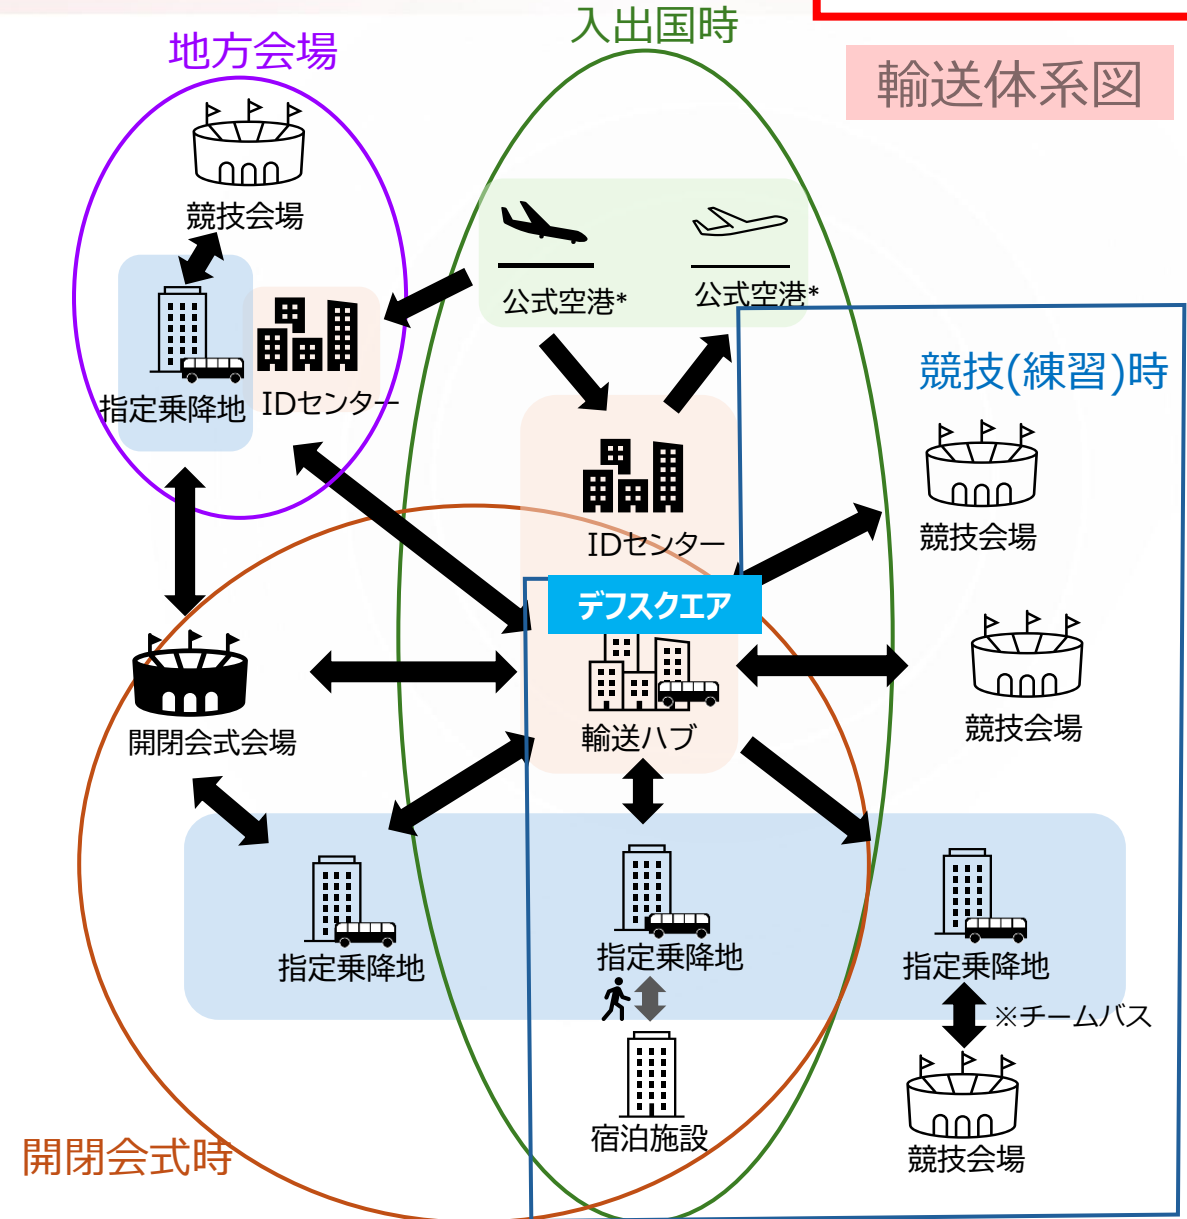 入出国時
地方会場
輸送体系図
競技会場
公式空港*
公式空港*
競技(練習)時
指定乗降地
IDセンター
競技会場
IDセンター
デフスクエア
競技会場
輸送ハブ
開閉会式会場
指定乗降地
指定乗降地
指定乗降地
※チームバス
宿泊施設
競技会場
開閉会式時